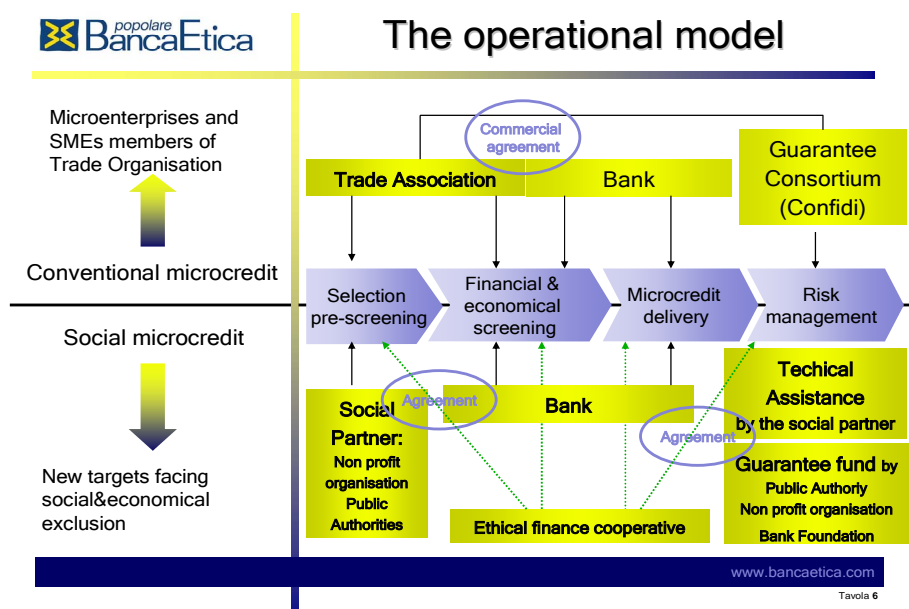 popolare
BancaEtica
The operational model
Microenterprises and
SMEs members of
Trade Organisation
Conventional microcredit
Social microcredit
New targets facing
social&economical
exclusion
Commercial
agreement
Trade Association
Bank
Guarantee
Consortium
(Confidi)
Selection
pre-screening
Financial &
economical
screening
Microcredit
delivery
Risk
management
Agreement
Social
Partner:
Non profit
organisation
Public
Authorities
Bank
Agreement
Ethical finance cooperative
Techical
Assistance
by the social partner
Guarantee fund by
Public Authoriy
Non profit organisation
Bank Foundation
www.bancaetica.com
Tavola 6